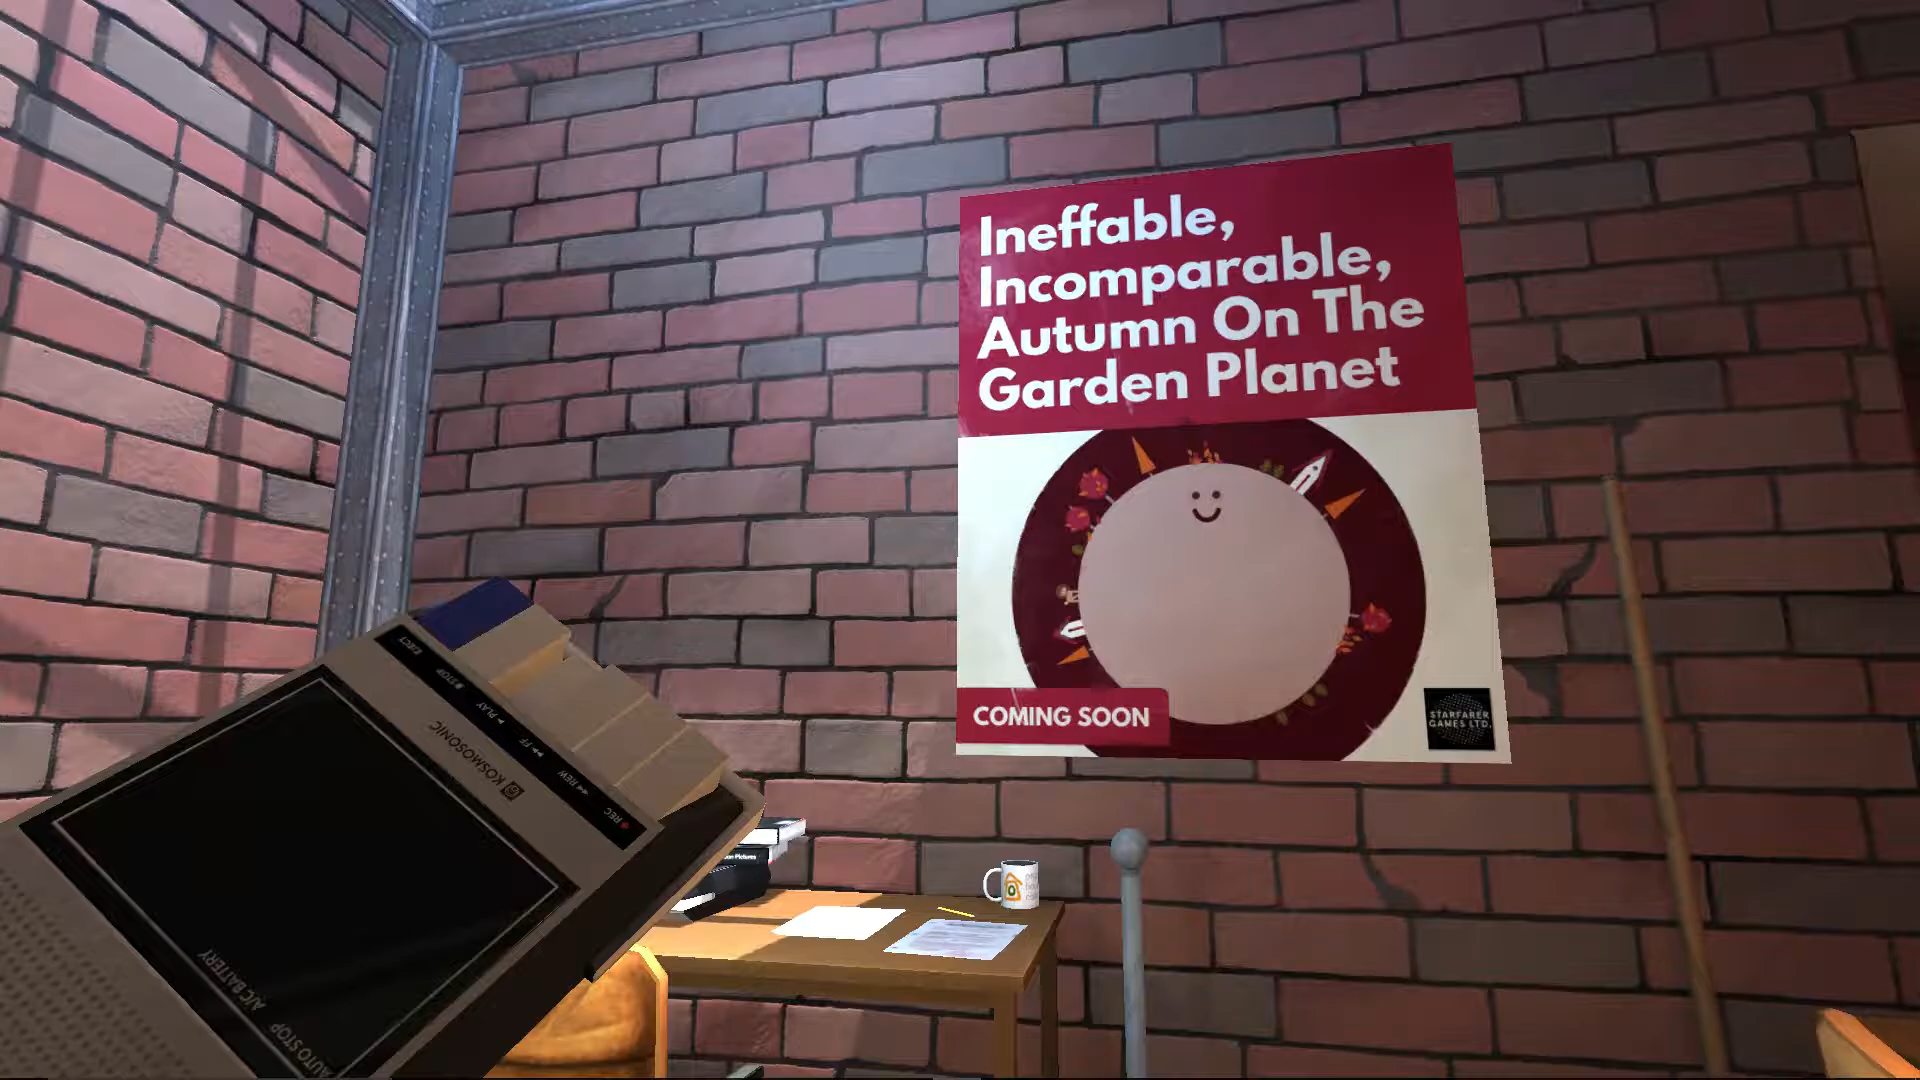 Ineffable,
Incomparable,
Autumn On The
Garden Planet
COMING SOON
STARFARER
GAMES LTD.
EJECT
■ STOP
▶ PLAY
▶▶ FF
◀◀ REW
● REC
KOSMOSONIC
A/C BATTERY
AUTO STOP
Pictures